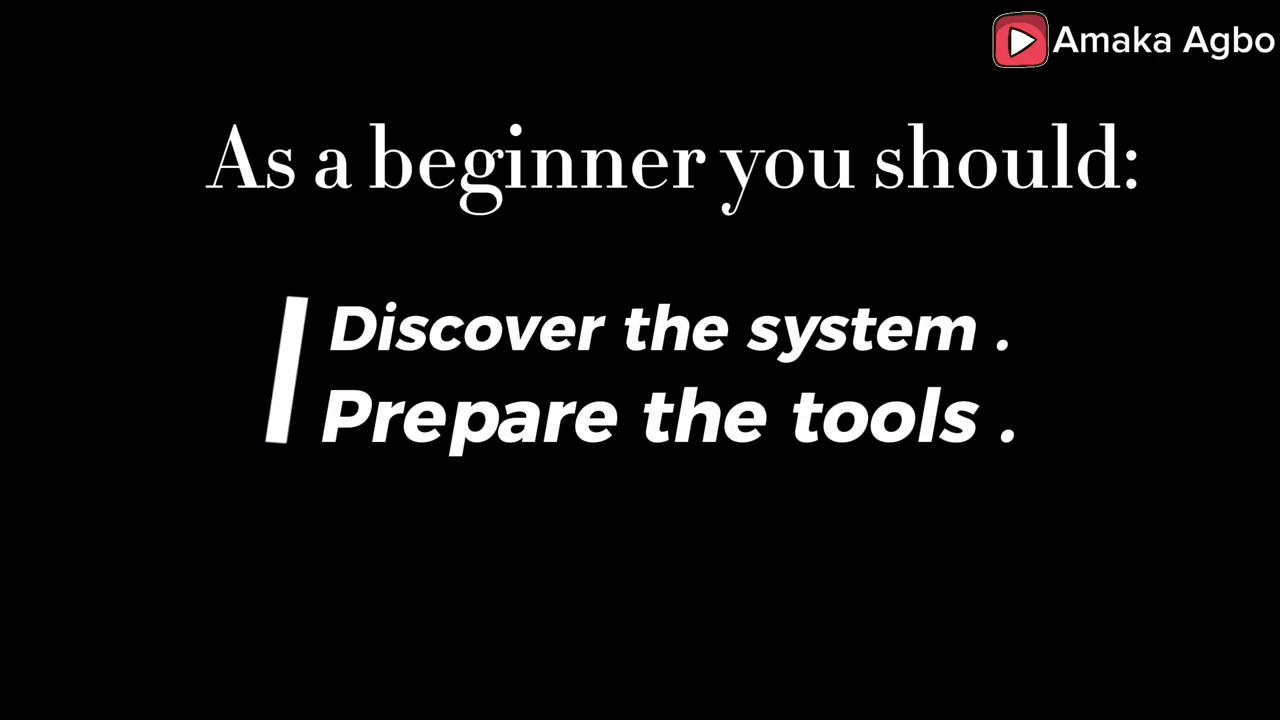 Amaka Agbo
As a beginner you should:
Discover the system .
Prepare the tools .